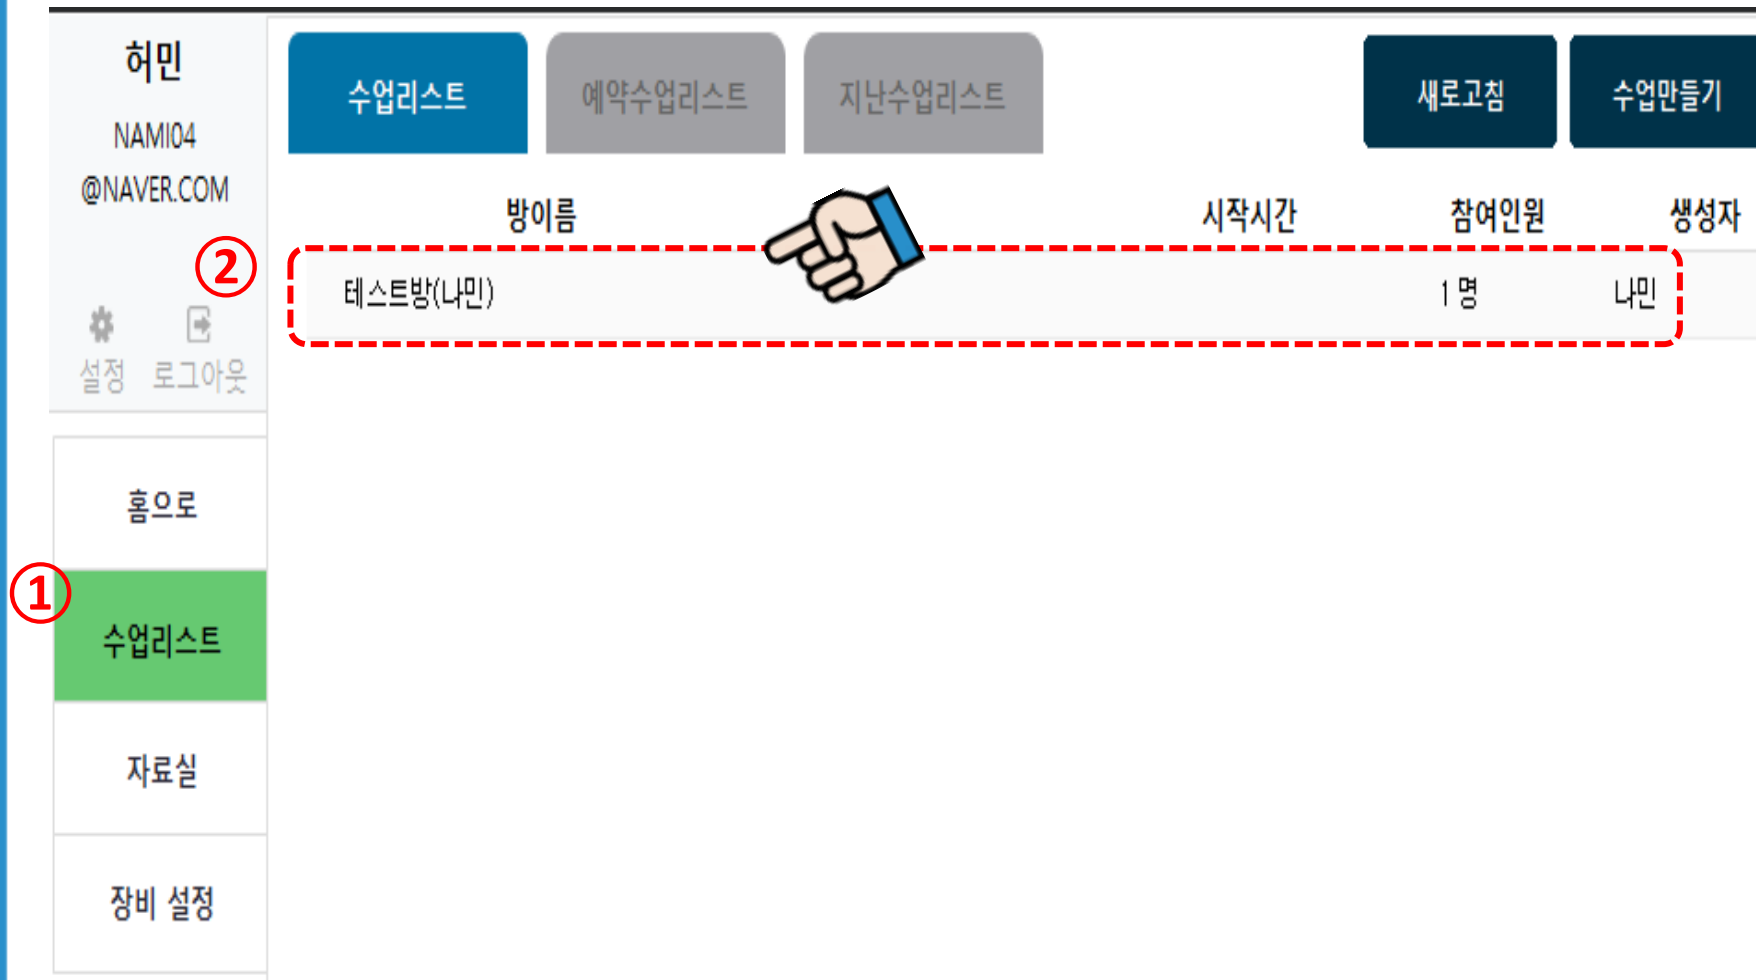 허민
NAMI04
@NAVER.COM
설정 로그아웃
홈으로
①
수업리스트
자료실
장비 설정
수업리스트 예약수업리스트 지난수업리스트 새로고침 수업만들기
방이름 시작시간 참여인원 생성자
②
테스트방(나민) 1 명 나민